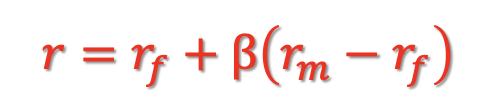 r = r_f + β(r_m − r_f)